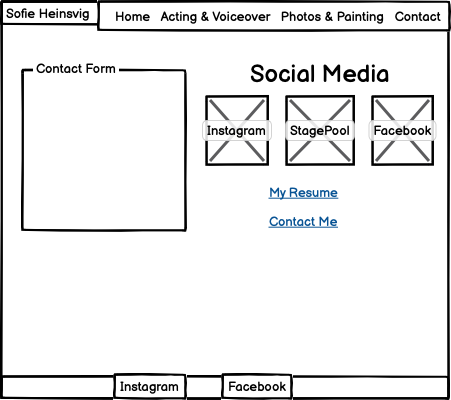 Sofie Heinsvig
Home Acting & Voiceover Photos & Painting Contact
Contact Form
Social Media
Instagram StagePool Facebook
My Resume
Contact Me
Instagram Facebook